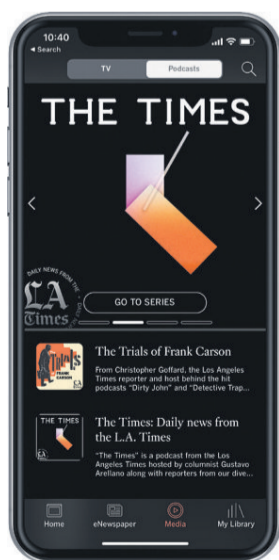 10:40
Search
TV
Podcasts
THE TIMES
DAILY NEWS FROM THE
LA
Times
GO TO SERIES
TRIALS
FRANK
CARSON
The Trials of Frank Carson
From Christopher Goffard, the Los Angeles
Times reporter and host behind the hit
podcasts "Dirty John" and "Detective Trap...
THE TIMES
The Times: Daily news from
the L.A. Times
"The Times" is a podcast from the Los
Angeles Times hosted by columnist Gustavo
Arellano along with reporters from our dive...
Home
eNewspaper
Media
My Library